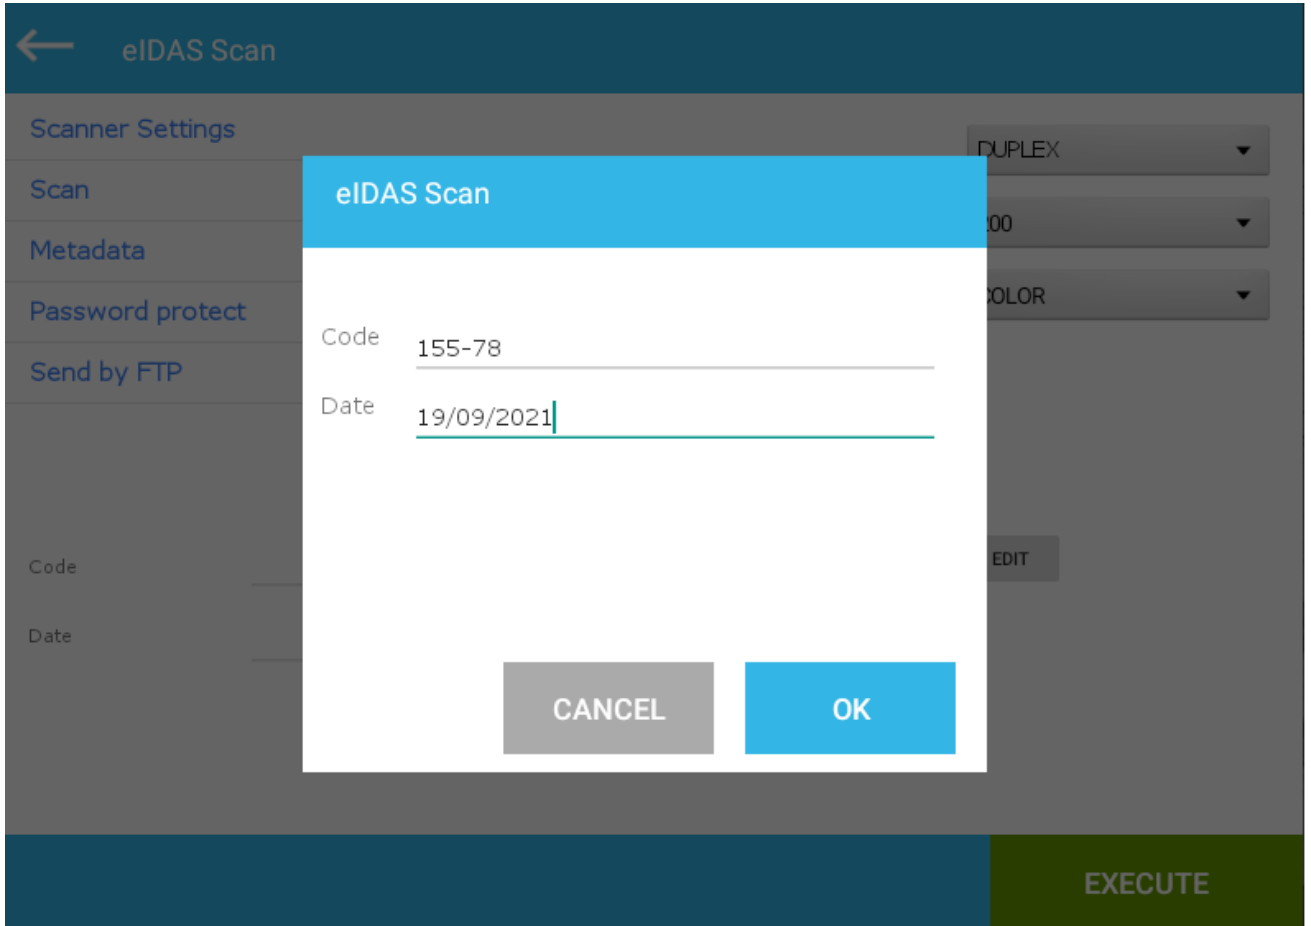 eIDAS Scan
Scanner Settings
Scan
Metadata
Password protect
Send by FTP
DUPLEX
COLOR
Code
Date
EDIT
eIDAS Scan
Code 155-78
Date 19/09/2021
CANCEL OK
EXECUTE